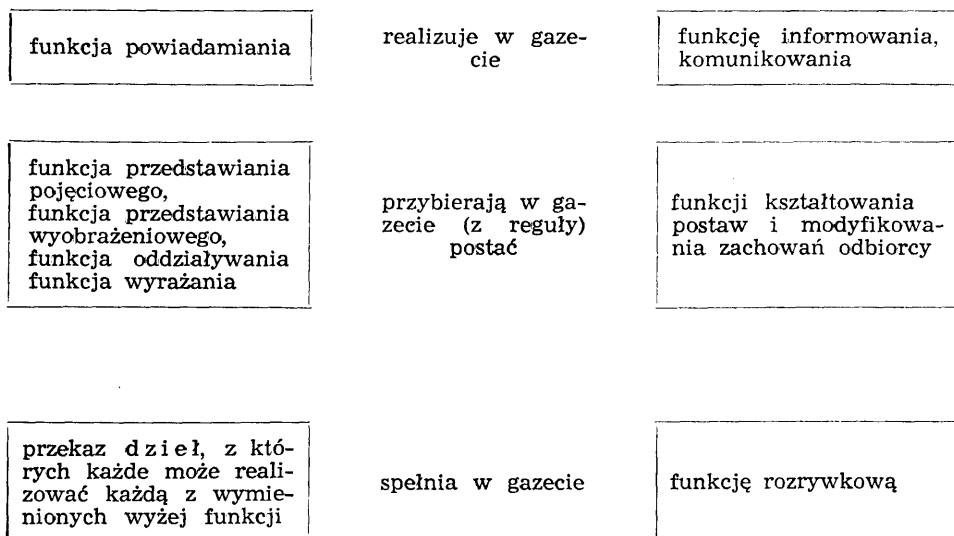 funkcja powiadamiania
realizuje w gaze-
cie
funkcję informowania,
komunikowania
funkcja przedstawiania
pojęciowego,
funkcja przedstawiania
wyobrażeniowego,
funkcja oddziaływania
funkcja wyrażania
przybierają w ga-
zecie (z reguły)
postać
funkcji kształtowania
postaw i modyfikowa-
nia zachowań odbiorcy
przekaz dzieł, z któ-
rych każde może reali-
zować każdą z wymie-
nionych wyżej funkcji
spełnia w gazecie
funkcję rozrywkową